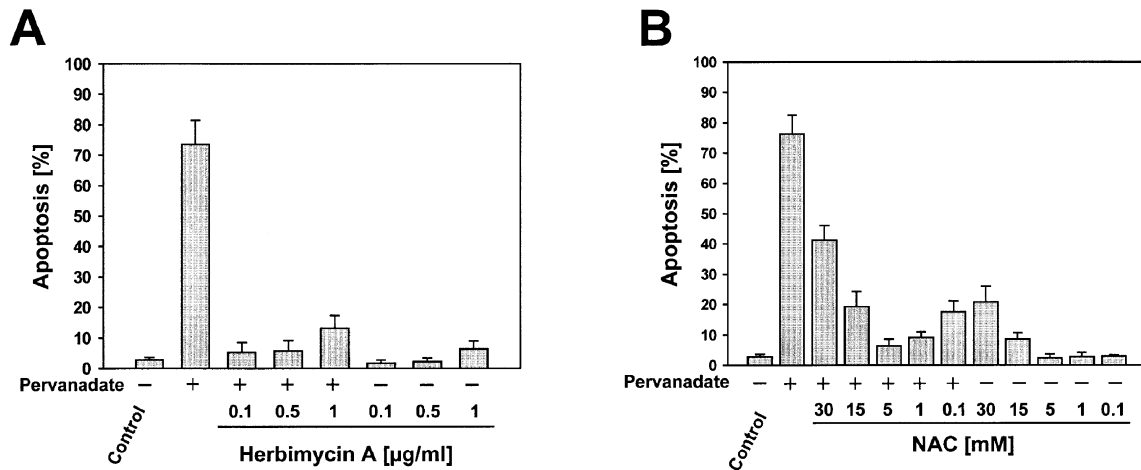 A
Apoptosis [%]
100
90
80
70
60
50
40
30
20
10
0
Pervanadate − + + + + − − −
Control 0.1 0.5 1 0.1 0.5 1
Herbimycin A [µg/ml]
B
Apoptosis [%]
100
90
80
70
60
50
40
30
20
10
0
Pervanadate − + + + + + + − − − − −
Control 30 15 5 1 0.1 30 15 5 1 0.1
NAC [mM]